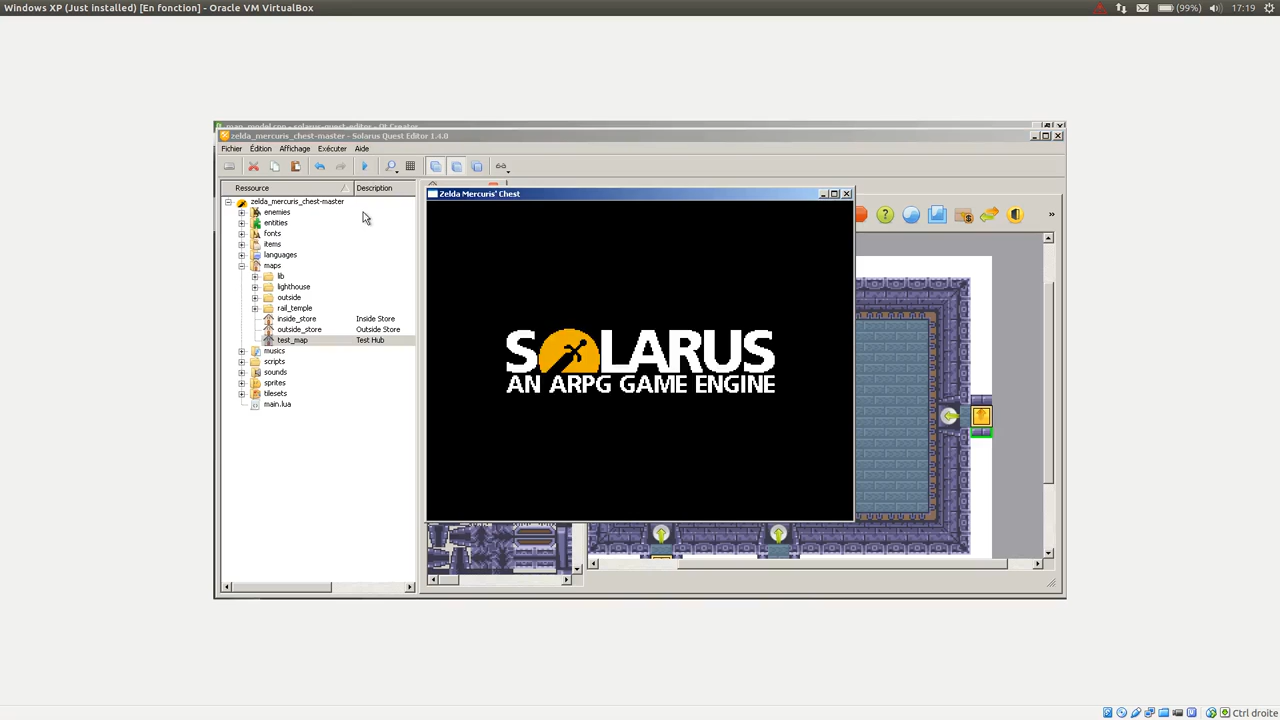 Windows XP (Just installed) [En fonction] - Oracle VM VirtualBox
(99%)
17:19
zelda_mercuris_chest-master - Solarus Quest Editor 1.4.0
Fichier Édition Affichage Exécuter Aide
Ressource Description
zelda_mercuris_chest-master
enemies
entities
fonts
items
languages
maps
lib
lighthouse
outside
rail_temple
inside_store Inside Store
outside_store Outside Store
test_map Test Hub
musics
scripts
sounds
sprites
tilesets
main.lua
Zelda Mercuris' Chest
SOLARUS
AN ARPG GAME ENGINE
»
Ctrl droite